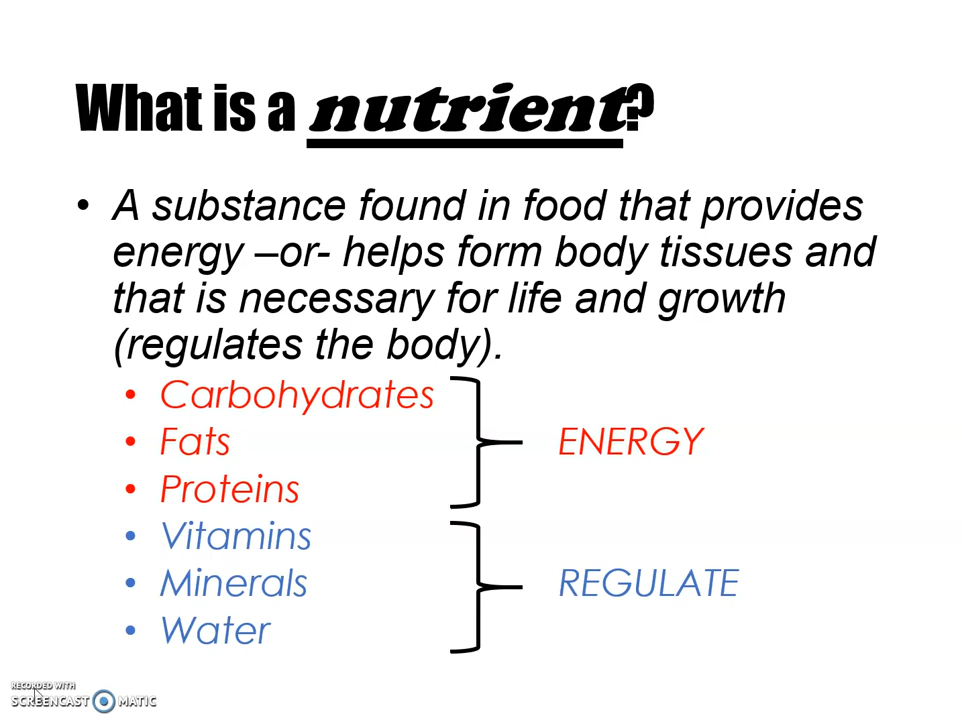 What is a nutrient?
• A substance found in food that provides
energy –or- helps form body tissues and
that is necessary for life and growth
(regulates the body).
• Carbohydrates
• Fats
ENERGY
• Proteins
• Vitamins
• Minerals
REGULATE
• Water
RECORDED WITH
SCREENCAST MATIC